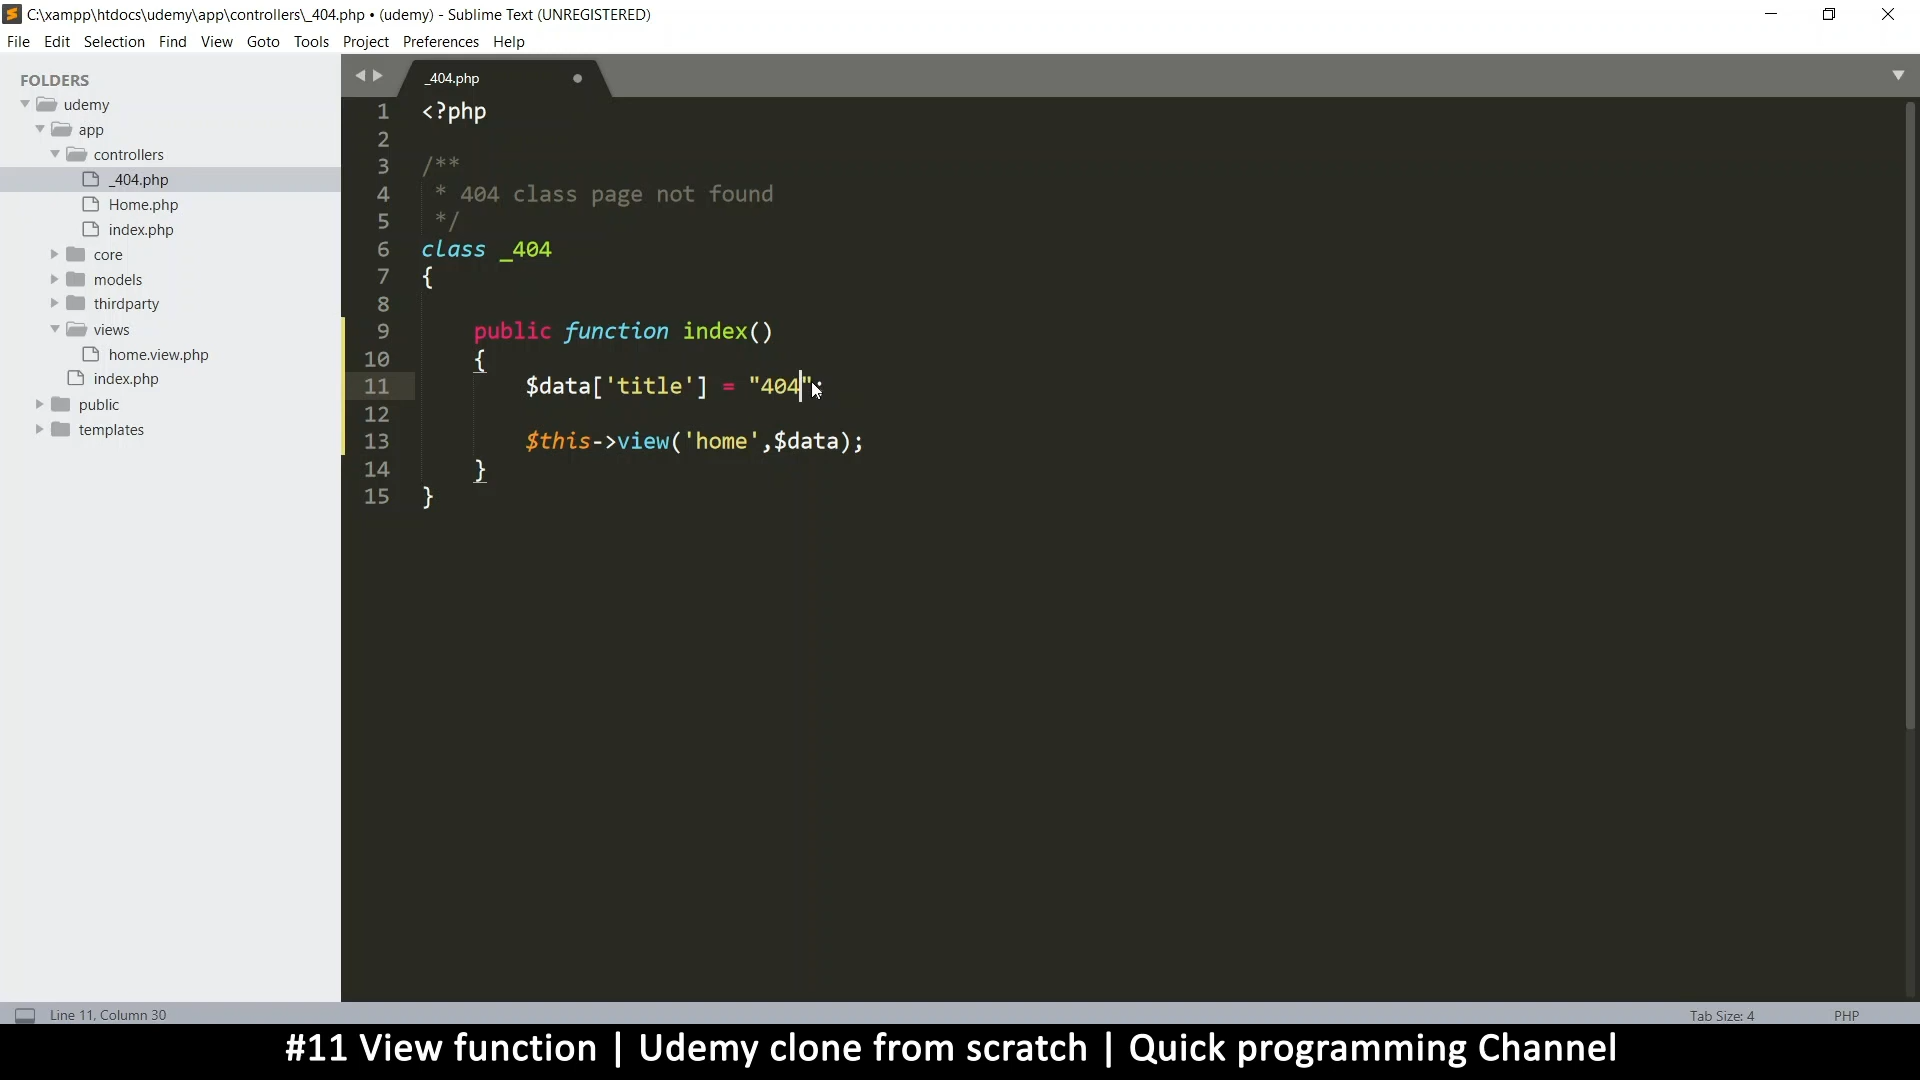 C:\xampp\htdocs\udemy\app\controllers\_404.php • (udemy) - Sublime Text (UNREGISTERED)
File Edit Selection Find View Goto Tools Project Preferences Help
FOLDERS
udemy
app
controllers
_404.php
Home.php
index.php
core
models
thirdparty
views
home.view.php
index.php
public
templates
_404.php
1 <?php
2
3 /**
4  * 404 class page not found
5  */
6 class _404
7 {
8
9     public function index()
10     {
11         $data['title'] = "404";
12
13         $this->view('home',$data);
14     }
15 }
Line 11, Column 30
Tab Size: 4
PHP
#11 View function | Udemy clone from scratch | Quick programming Channel